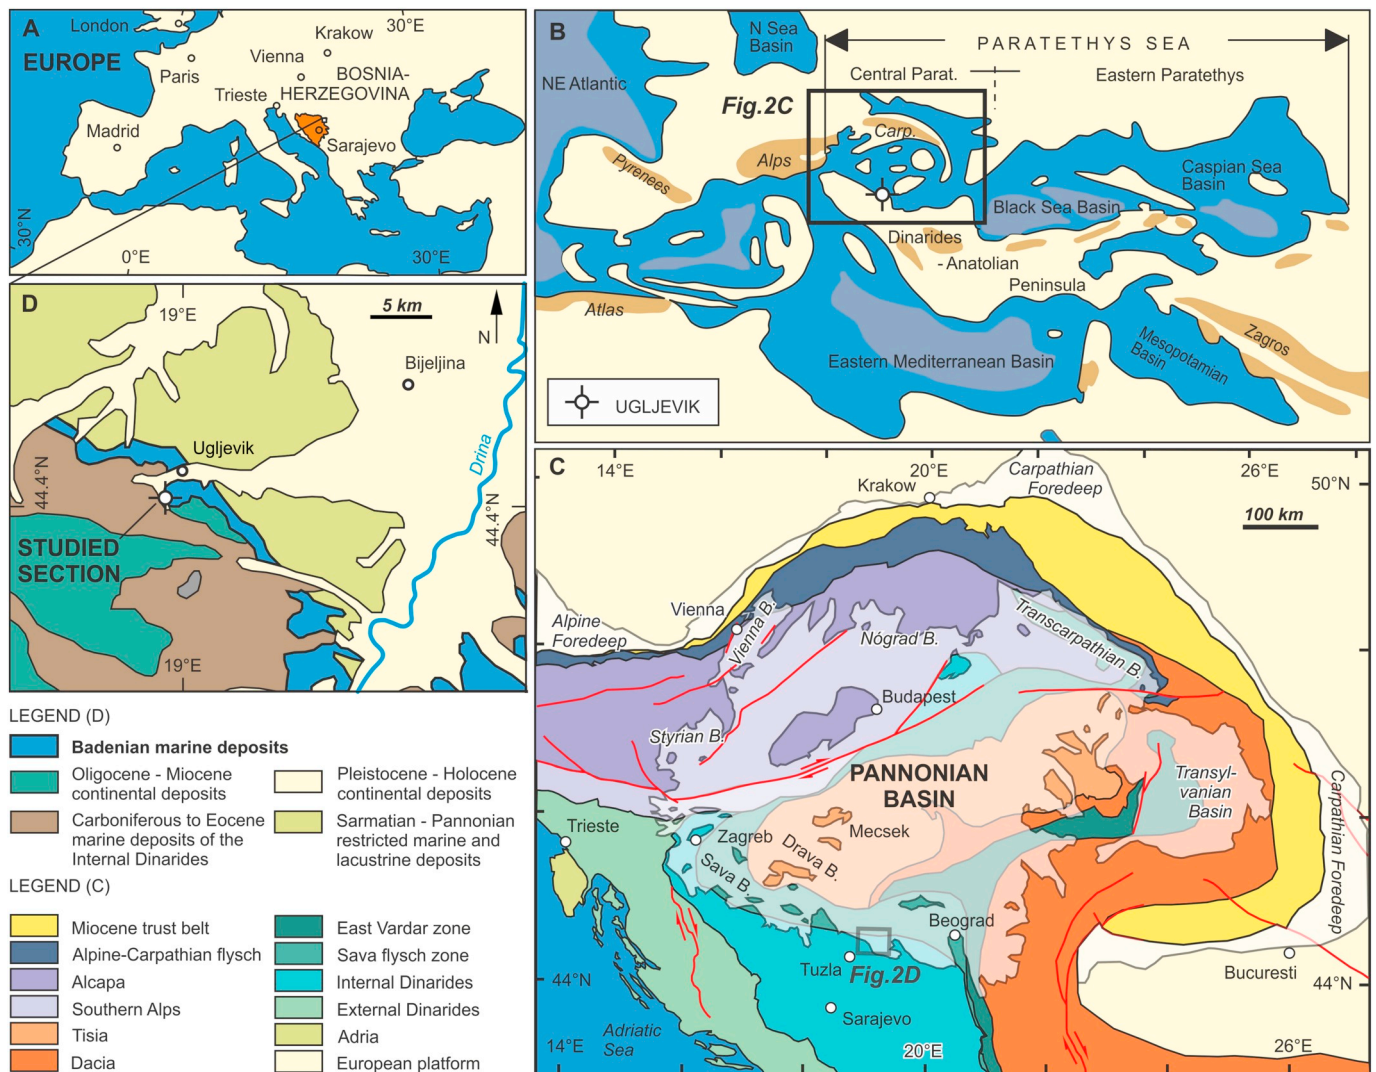 A
EUROPE
London
Paris
Madrid
Krakow
Vienna
Trieste
BOSNIA-
HERZEGOVINA
Sarajevo
30°E
30°N
0°E
30°E
B
N Sea
Basin
NE Atlantic
PARATETHYS SEA
Central Parat.
Eastern Paratethys
Fig.2C
Carp.
Alps
Pyrenees
Caspian Sea
Basin
Black Sea Basin
Dinarides
-Anatolian
Peninsula
Atlas
Zagros
Mesopotamian
Basin
Eastern Mediterranean Basin
UGLJEVIK
D
19°E
5 km
N
Bijeljina
Ugljevik
Drina
44.4°N
44.4°N
STUDIED
SECTION
19°E
C
14°E
20°E
26°E
50°N
Krakow
Carpathian
Foredeep
100 km
Alpine
Foredeep
Vienna
Vienna B.
Nógrad B.
Transcarpathian B.
Budapest
Styrian B.
PANNONIAN
BASIN
Transyl-
vanian
Basin
Carpathian Foredeep
Trieste
Zagreb
Mecsek
Drava B.
Sava B.
Beograd
Tuzla
Fig.2D
Bucuresti
44°N
44°N
Sarajevo
Adriatic
Sea
14°E
20°E
26°E
LEGEND (D)
Badenian marine deposits
Oligocene - Miocene
continental deposits
Pleistocene - Holocene
continental deposits
Carboniferous to Eocene
marine deposits of the
Internal Dinarides
Sarmatian - Pannonian
restricted marine and
lacustrine deposits
LEGEND (C)
Miocene trust belt
East Vardar zone
Alpine-Carpathian flysch
Sava flysch zone
Alcapa
Internal Dinarides
Southern Alps
External Dinarides
Tisia
Adria
Dacia
European platform